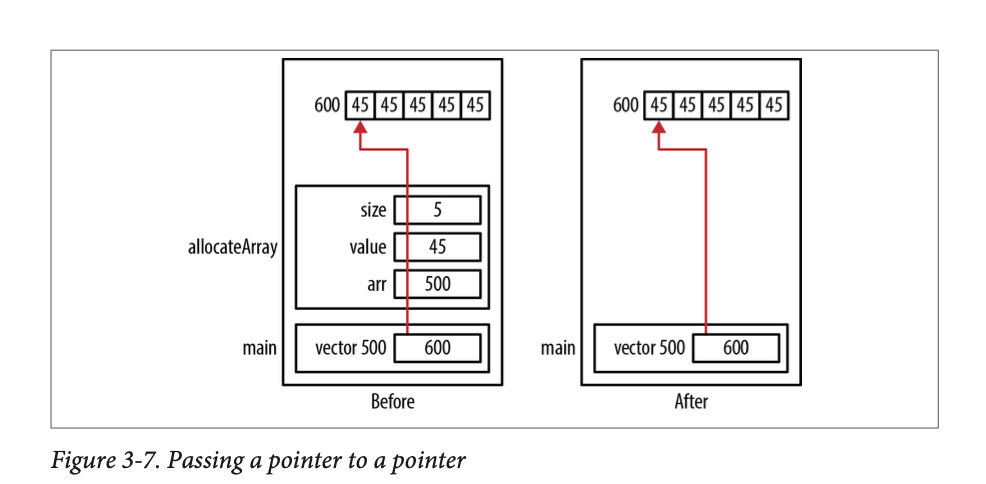 600 45 45 45 45 45
size 5
allocateArray value 45
arr 500
main vector 500 600
Before
600 45 45 45 45 45
main vector 500 600
After
Figure 3-7. Passing a pointer to a pointer